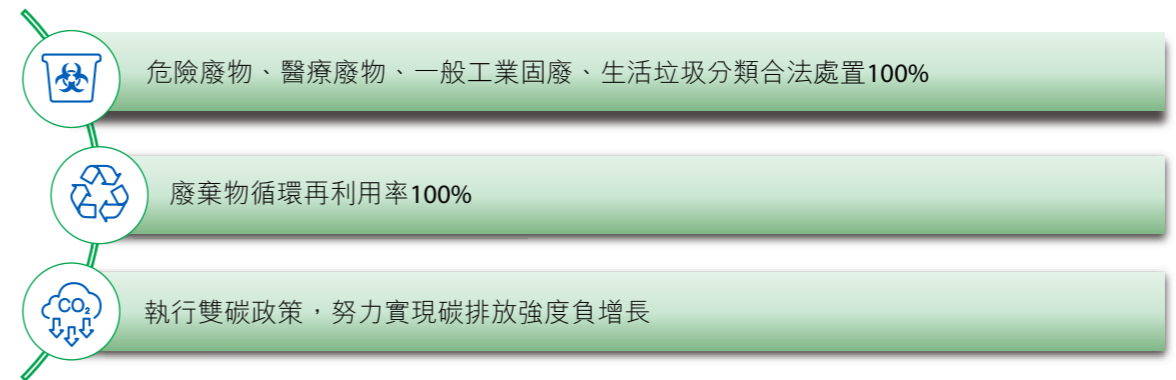 危險廢物、醫療廢物、一般工業固廢、生活垃圾分類合法處置100%
廢棄物循環再利用率100%
CO₂
執行雙碳政策，努力實現碳排放強度負增長